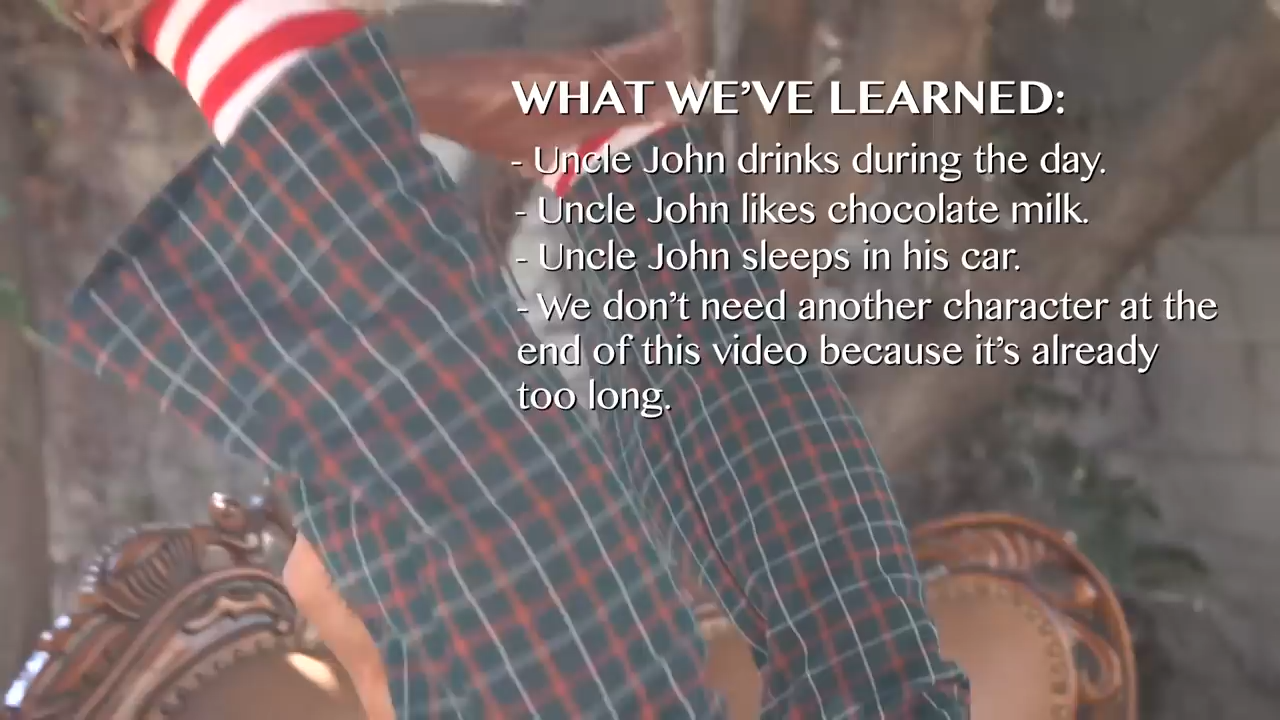 WHAT WE'VE LEARNED:
- Uncle John drinks during the day.
- Uncle John likes chocolate milk.
- Uncle John sleeps in his car.
- We don't need another character at the
end of this video because it's already
too long.